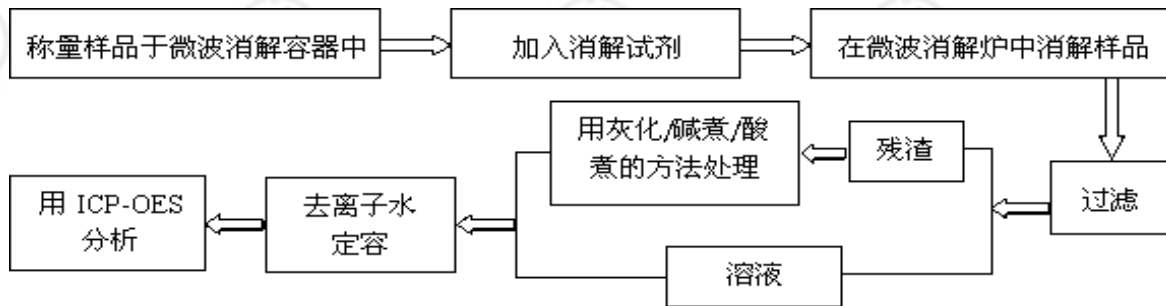 称量样品于微波消解容器中
加入消解试剂
在微波消解炉中消解样品
过滤
残渣
用灰化/碱煮/酸
煮的方法处理
溶液
去离子水
定容
用 ICP-OES
分析